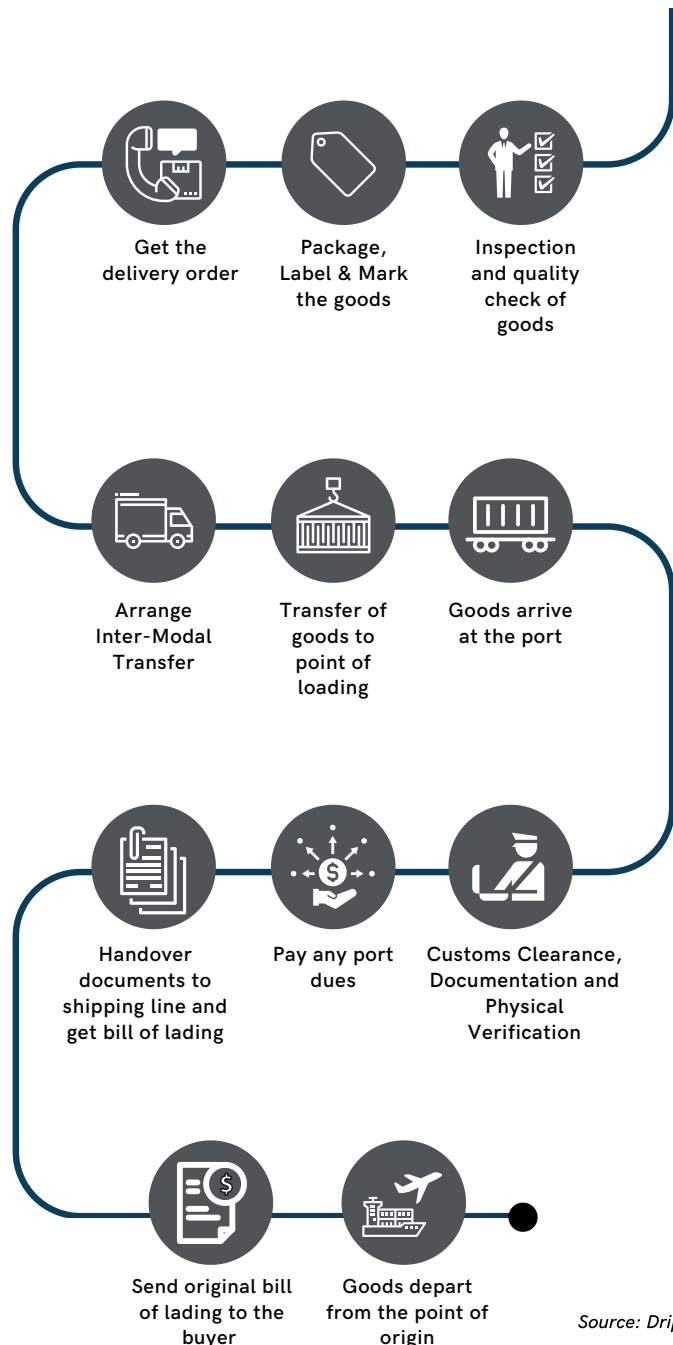 Get the
delivery order
Package,
Label & Mark
the goods
Inspection
and quality
check of
goods
Arrange
Inter-Modal
Transfer
Transfer of
goods to
point of
loading
Goods arrive
at the port
Handover
documents to
shipping line and
get bill of lading
Pay any port
dues
Customs Clearance,
Documentation and
Physical
Verification
Send original bill
of lading to the
buyer
Goods depart
from the point of
origin
Source: